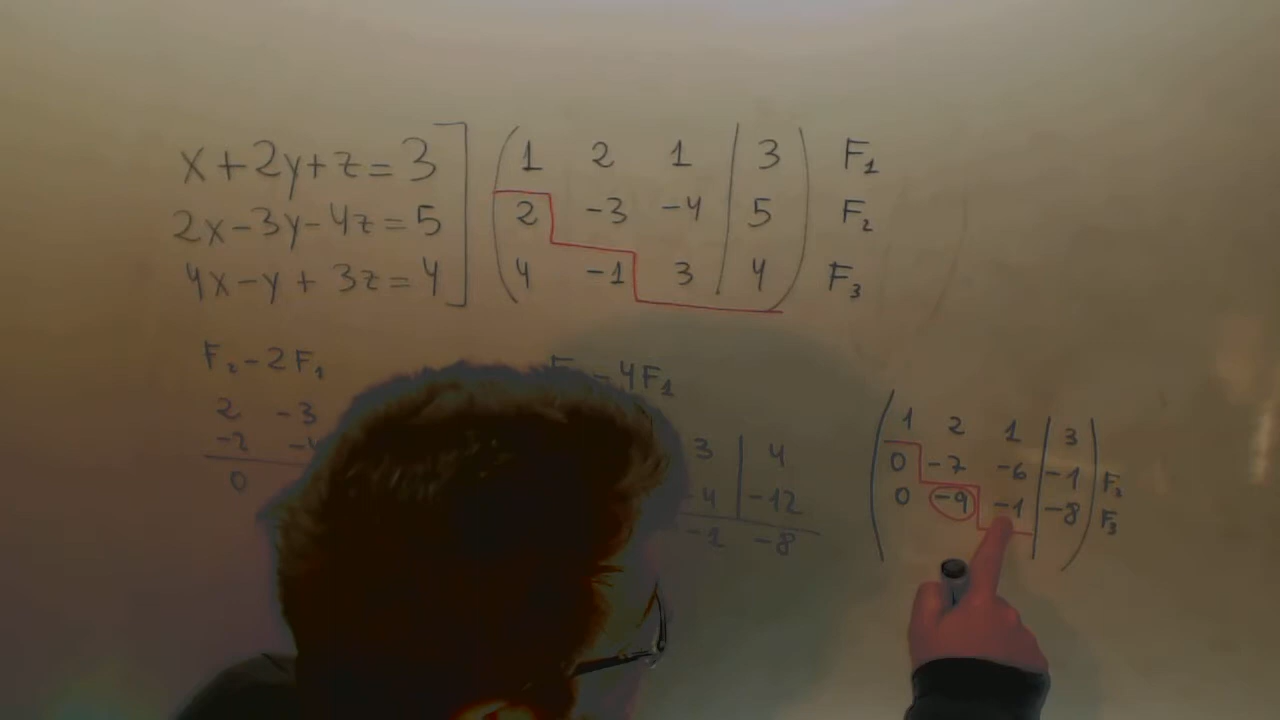 x+2y+z=3
2x-3y-4z=5
4x-y+3z=4
1 2 1 | 3 F₁
2 -3 -4 | 5 F₂
4 -1 3 | 4 F₃
F₂-2F₁
2 -3
-2
0
-4F₁
3 | 4
-4 | -12
-1 -8
1 2 1 | 3
0 -7 -6 | -1 F₂
0 -9 -1 | -8 F₃